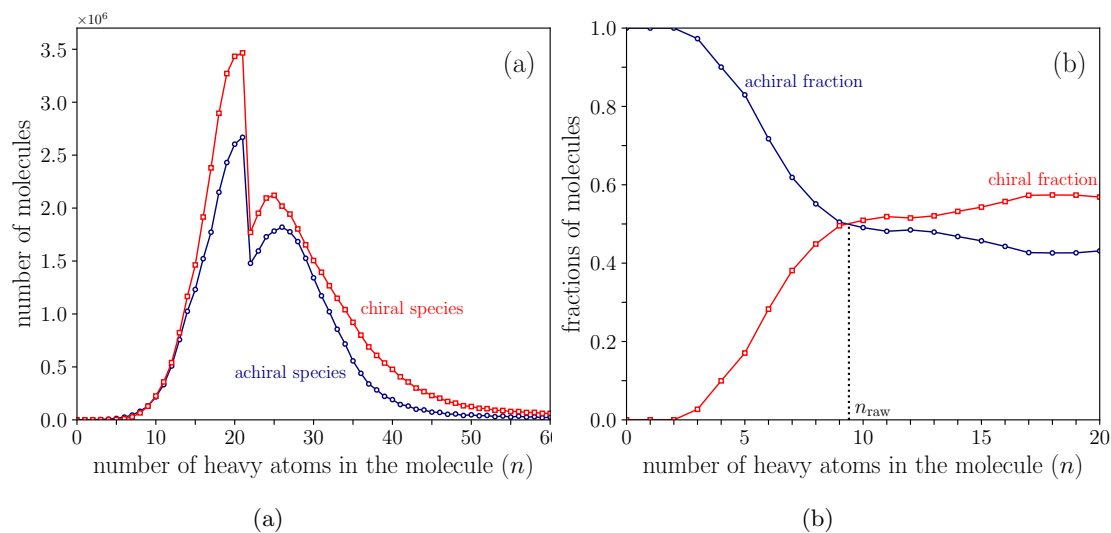 ×10⁶
3.5
3.0
2.5
2.0
1.5
1.0
0.5
0.0
number of molecules
(a)
chiral species
achiral species
0 10 20 30 40 50 60
number of heavy atoms in the molecule (n)
(a)
1.0
0.8
0.6
0.4
0.2
0.0
fractions of molecules
(b)
achiral fraction
chiral fraction
n_raw
0 5 10 15 20
number of heavy atoms in the molecule (n)
(b)